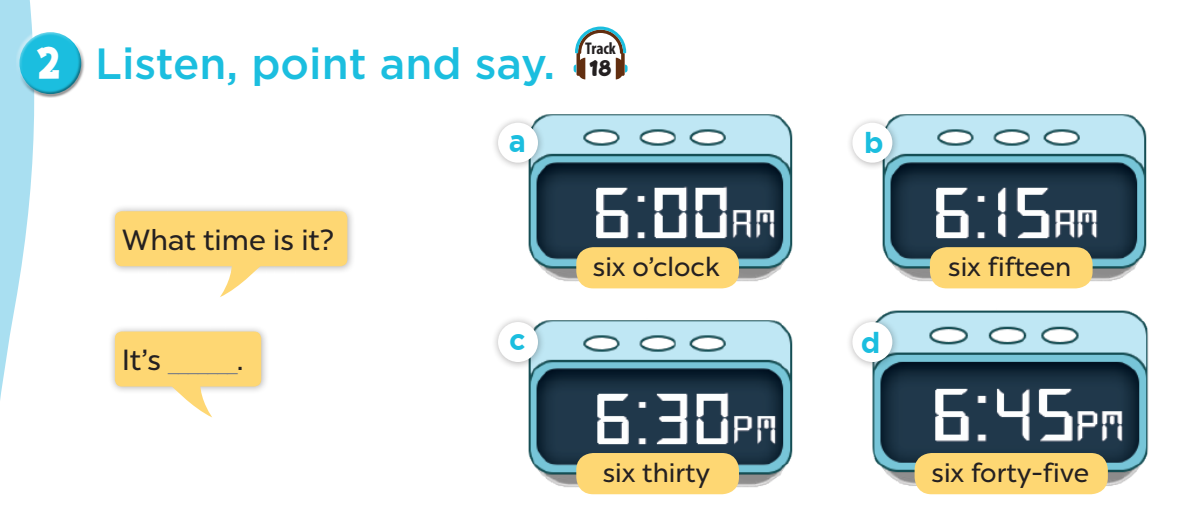 2 Listen, point and say. Track 18
What time is it?
It's _____.
a
6:00AM
six o'clock
b
6:15AM
six fifteen
c
6:30PM
six thirty
d
6:45PM
six forty-five